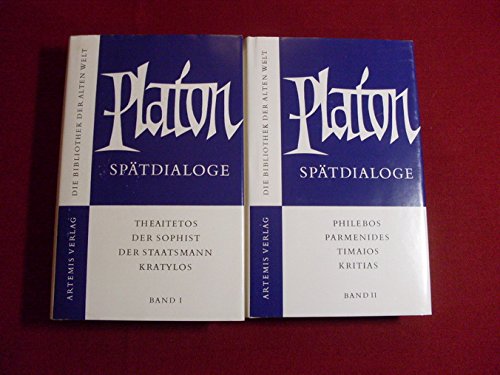 DIE BIBLIOTHEK DER ALTEN WELT
ARTEMIS VERLAG
Platon
SPÄTDIALOGE
THEAITETOS
DER SOPHIST
DER STAATSMANN
KRATYLOS
BAND I
DIE BIBLIOTHEK DER ALTEN WELT
ARTEMIS VERLAG
Platon
SPÄTDIALOGE
PHILEBOS
PARMENIDES
TIMAIOS
KRITIAS
BAND II